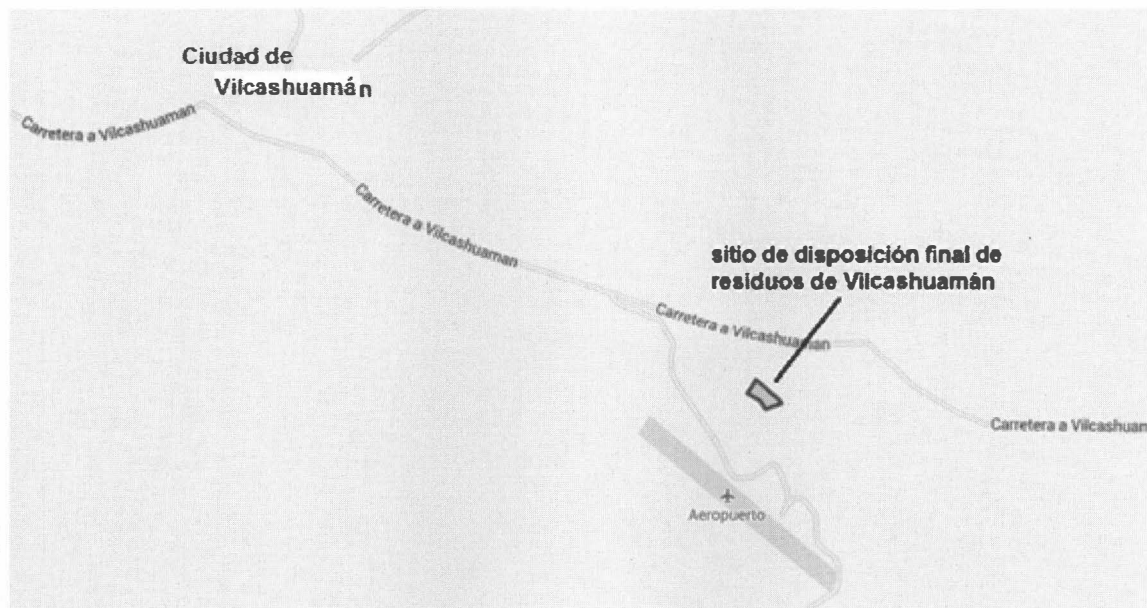 Ciudad de
Vilcashuamán
Carretera a Vilcashuaman
Carretera a Vilcashuaman
sitio de disposición final de
residuos de Vilcashuamán
Carretera a Vilcashuaman
Carretera a Vilcashuan
Aeropuerto